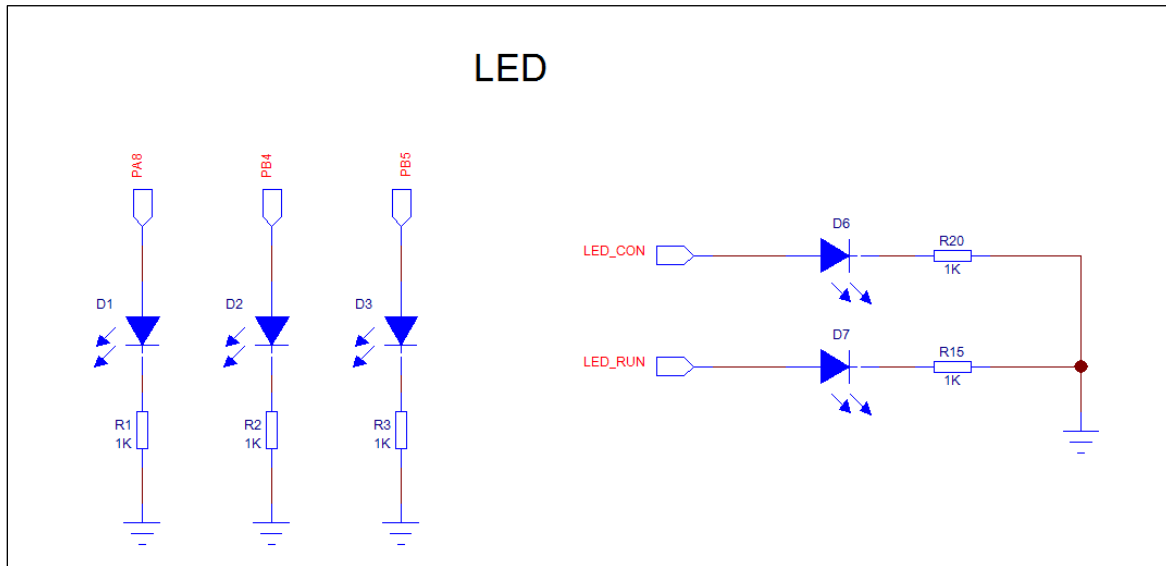 LED
PA8
PB4
PB5
D1
D2
D3
R1
1K
R2
1K
R3
1K
LED_CON
D6
R20
1K
LED_RUN
D7
R15
1K